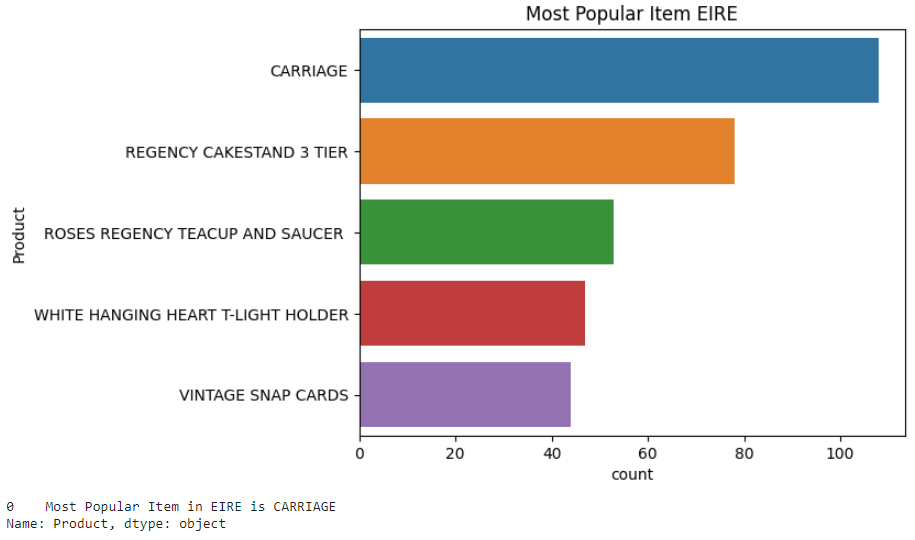 Most Popular Item EIRE
CARRIAGE
REGENCY CAKESTAND 3 TIER
ROSES REGENCY TEACUP AND SAUCER
WHITE HANGING HEART T-LIGHT HOLDER
VINTAGE SNAP CARDS
Product
0 20 40 60 80 100
count
0    Most Popular Item in EIRE is CARRIAGE
Name: Product, dtype: object